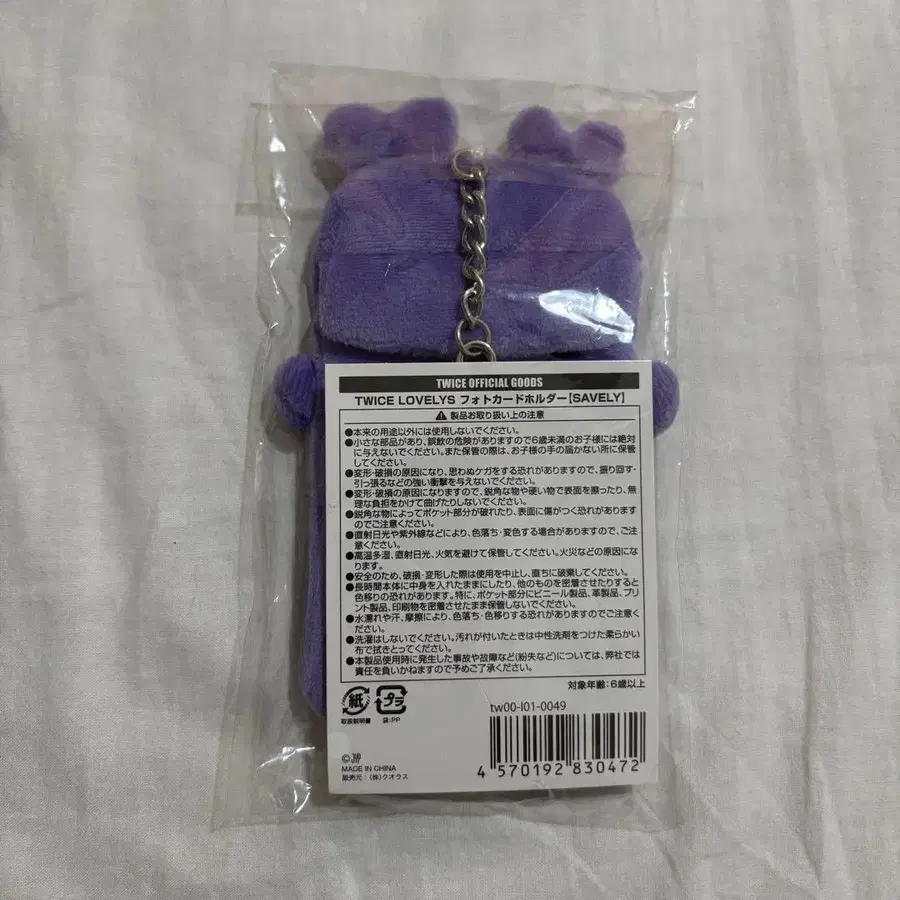 TWICE OFFICIAL GOODS
TWICE LOVELYS フォトカードホルダー【SAVELY】
⚠ 製品お取り扱い上の注意
●本来の用途以外には使用しないでください。
●小さな部品があり、誤飲の危険がありますので6歳未満のお子様には絶対
に与えないでください。また保管の際は、お子様の手の届かない所に保管
してください。
●変形・破損の原因になり、思わぬケガをする恐れがありますので、振り回す・
引っ張るなどの強い衝撃を与えないでください。
●変形・破損の原因になりますので、鋭角な物や硬い物で表面を擦ったり、無
理な負担をかけて曲げたりしないでください。
●鋭角な物によってポケット部分が破れたり、表面に傷がつく恐れがあります
のでご注意ください。
●直射日光や紫外線などにより、色落ち・変色する場合がありますので、ご注
意ください。
●高温多湿、直射日光、火気を避けて保管してください。火災などの原因にな
ります。
●安全のため、破損・変形した際は使用を中止し、直ちに破棄してください。
●長時間本体に中身を入れたままにしたり、他のものを密着させたりすると
色移りの恐れがあります。特に、ポケット部分にビニール製品、革製品、プリ
ント製品、印刷物を密着させたまま保管しないでください。
●水濡れや汗、摩擦により、色落ち・色移りする恐れがありますのでご注意くだ
さい。
●洗濯はしないでください。汚れが付いたときは中性洗剤をつけた柔らかい
布で拭きとってください。
●本製品使用時に発生した事故や故障など(紛失など)については、弊社では
責任を負いかねますので予めご了承ください。
対象年齢:6歳以上
紙 プラ
取扱説明書 袋:PP
tw00-l01-0049
©JYP
MADE IN CHINA
販売元:(株)クオラス
4 570192 830472